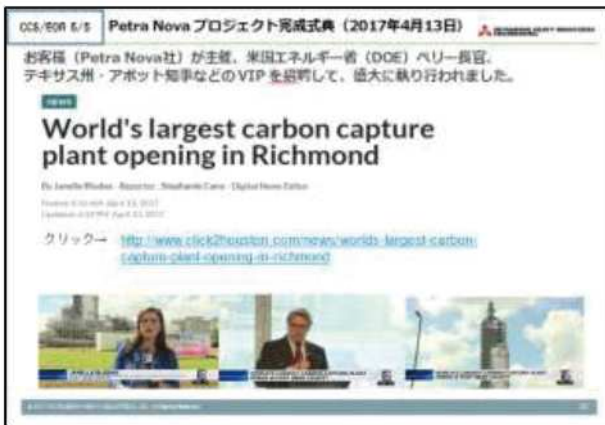 CCS/EOR 5/5
Petra Nova プロジェクト完成式典（2017年4月13日）
お客様（Petra Nova社）が主催、米国エネルギー省（DOE）ペリー長官、
テキサス州・アボット知事などのVIPを招聘して、盛大に執り行われました。
NEWS
World's largest carbon capture
plant opening in Richmond
クリック→ http://www.click2houston.com/news/worlds-largest-carbon-
capture-plant-opening-in-richmond